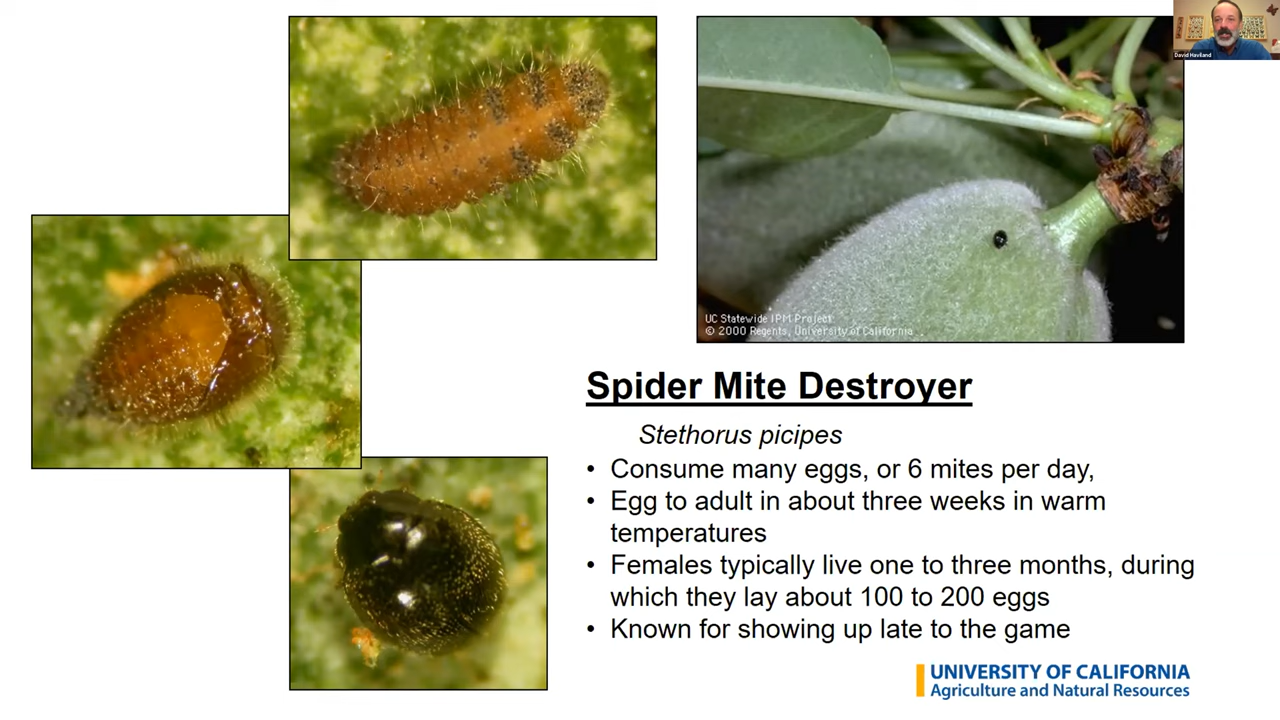 David Haviland
UC Statewide IPM Project
© 2000 Regents, University of California
Spider Mite Destroyer
Stethorus picipes
• Consume many eggs, or 6 mites per day,
• Egg to adult in about three weeks in warm
temperatures
• Females typically live one to three months, during
which they lay about 100 to 200 eggs
• Known for showing up late to the game
UNIVERSITY OF CALIFORNIA
Agriculture and Natural Resources